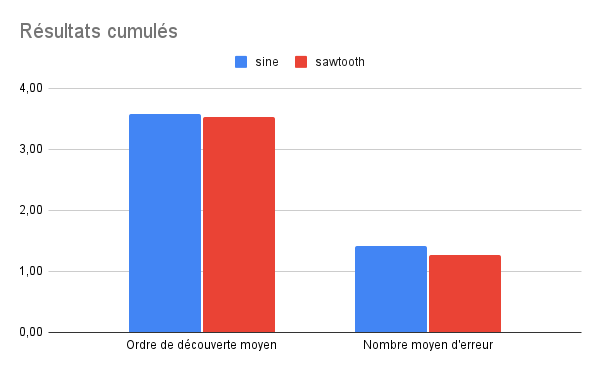 Résultats cumulés
sine sawtooth
4,00
3,00
2,00
1,00
0,00
Ordre de découverte moyen Nombre moyen d'erreur